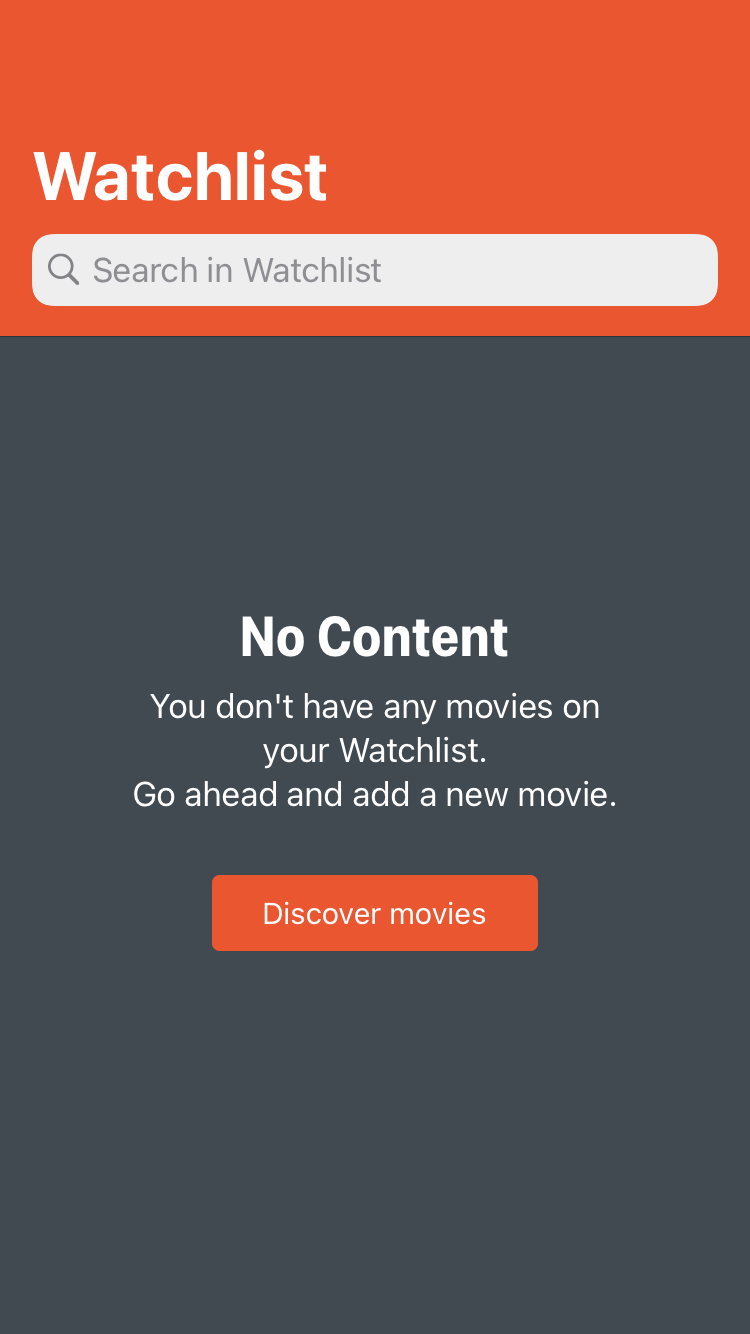 Watchlist
Search in Watchlist
No Content
You don't have any movies on
your Watchlist.
Go ahead and add a new movie.
Discover movies